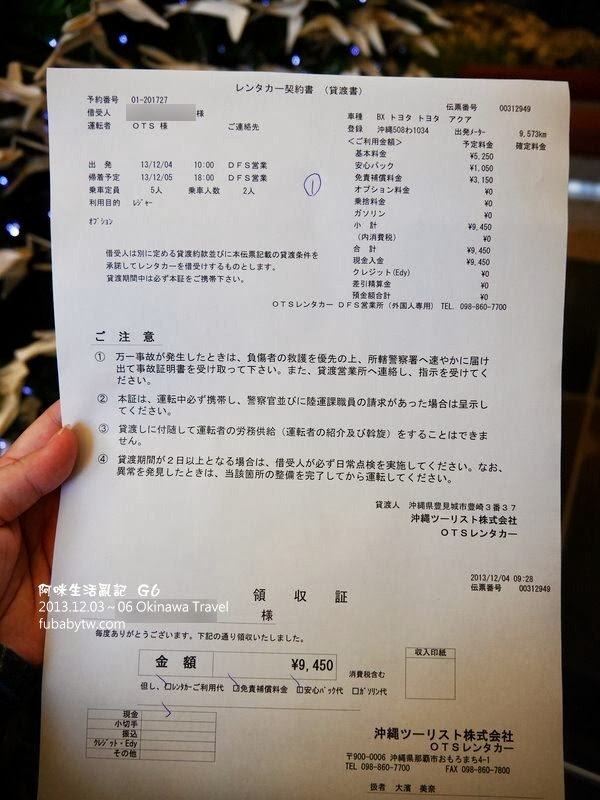 レンタカー契約書 （貸渡書）
予約番号 01-201727
伝票番号 00312949
借受人 様
車種 BX トヨタ トヨタ アクア
運転者 OTS 様 ご連絡先
登録 沖縄508わ1034 出発ﾒｰﾀｰ 9,573km
＜ご利用金額＞ 予定料金 確定料金
基本料金 ¥5,250
出 発 13/12/04 10:00 DFS営業
安心パック ¥1,050
帰着予定 13/12/05 18:00 DFS営業
免責補償料金 ¥3,150
乗車定員 5人 乗車人数 2人
オプション料金 ¥0
利用目的 ﾚｼﾞｬｰ
乗捨料金 ¥0
ｵﾌﾟｼｮﾝ
ガソリン ¥0
①
小 計 ¥9,450
（内消費税） ¥0
合 計 ¥9,450
現金入金 ¥9,450
クレジット(Edy) ¥0
差引精算金 ¥0
預金額合計 ¥0
借受人は別に定める貸渡約款並びに本伝票記載の貸渡条件を
承諾してレンタカーを借受けするものとします。
貸渡期間中は必ず本証をご携帯下さい。
OTSレンタカー DFS営業所（外国人専用） TEL. 098-860-7700
ご 注 意
① 万一事故が発生したときは、負傷者の救護を優先の上、所轄警察署へ速やかに届け
出て事故証明書を受け取って下さい。また、貸渡営業所へ連絡し、指示を受けてく
ださい。
② 本証は、運転中必ず携帯し、警察官並びに陸運課職員の請求があった場合は呈示し
てください。
③ 貸渡しに付随して運転者の労務供給（運転者の紹介及び斡旋）をすることはできま
せん。
④ 貸渡期間が２日以上となる場合は、借受人が必ず日常点検を実施してください。なお、
異常を発見したときは、当該箇所の整備を完了してから運転してください。
貸渡人 沖縄県豊見城市豊崎３番３７
沖縄ツーリスト株式会社
ＯＴＳレンタカー
2013/12/04 09:28
伝票番号 00312949
阿咪生活亂記 G6
2013.12.03~06 Okinawa Travel
fubabytw.com
領 収 証
様
毎度ありがとうございます。下記の通り領収いたしました。
金 額 ¥9,450 消費税含む
収入印紙
但し、□ﾚﾝﾀｶｰご利用代 □免責補償料金 □安心ﾊﾟｯｸ代 □ｶﾞｿﾘﾝ代
現金
小切手
振込
ｸﾚｼﾞｯﾄ・Edy
その他
沖縄ツーリスト株式会社
ＯＴＳレンタカー
〒900-0006 沖縄県那覇市おもろまち4-1
TEL 098-860-7700 FAX 098-860-7800
扱者 大濱 美奈